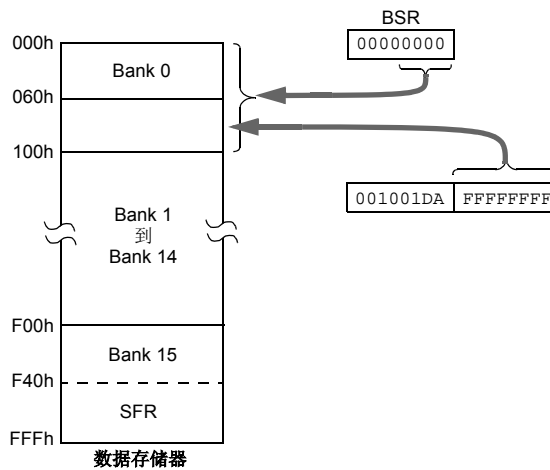 BSR
00000000
000h
Bank 0
060h
100h
001001DA FFFFFFFF
Bank 1
到
Bank 14
F00h
Bank 15
F40h
SFR
FFFh
数据存储器